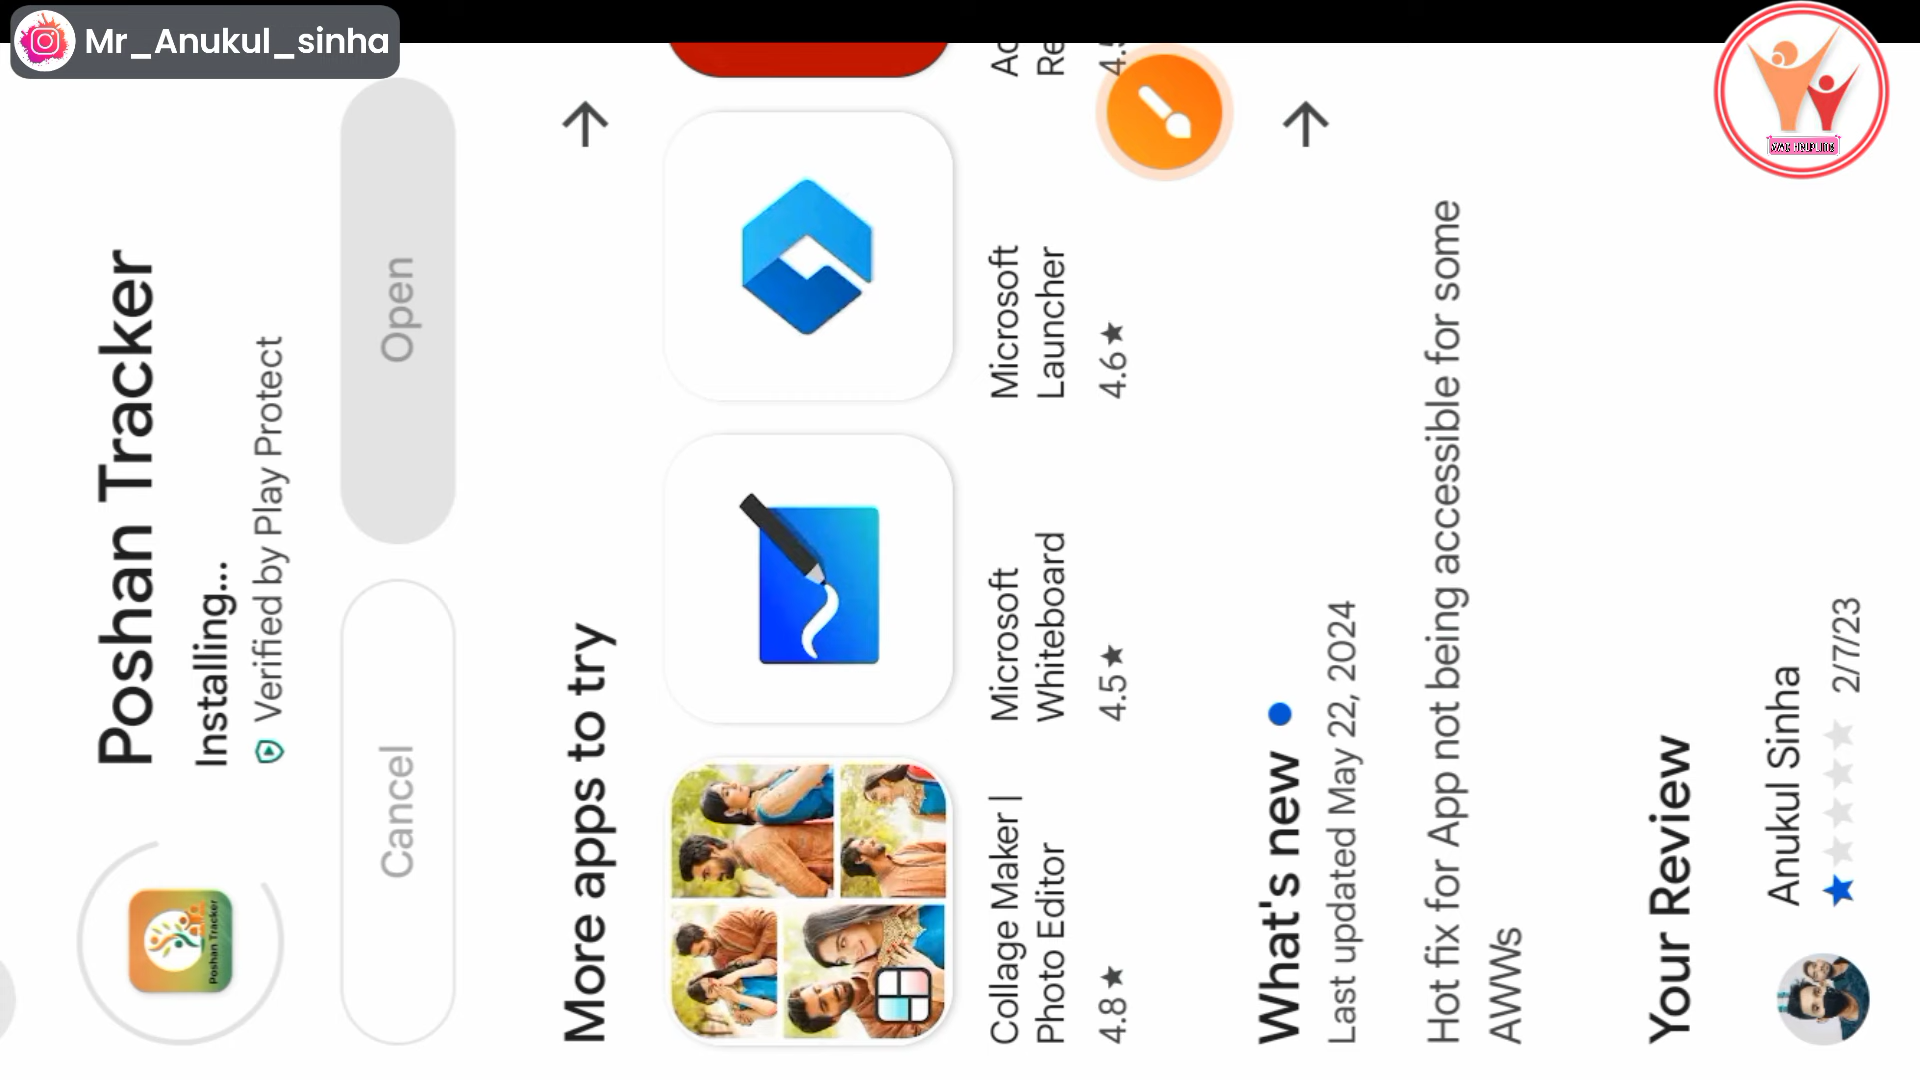 Mr_Anukul_sinha
Poshan Tracker
Installing...
Verified by Play Protect
Poshan Tracker
Cancel
Open
More apps to try
Collage Maker |
Photo Editor
4.8★
Microsoft
Whiteboard
4.5★
Microsoft
Launcher
4.6★
What's new
Last updated May 22, 2024
Hot fix for App not being accessible for some
AWWs
Your Review
Anukul Sinha
2/7/23